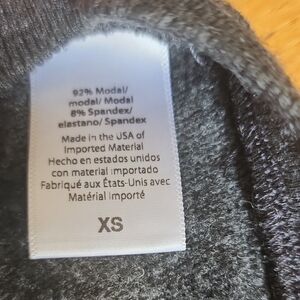 92% Modal/
modal/ Modal
8% Spandex/
elastano/ Spandex
Made in the USA of
Imported Material
Hecho en estados unidos
con material importado
Fabriqué aux États-Unis avec
Matérial importé
XS